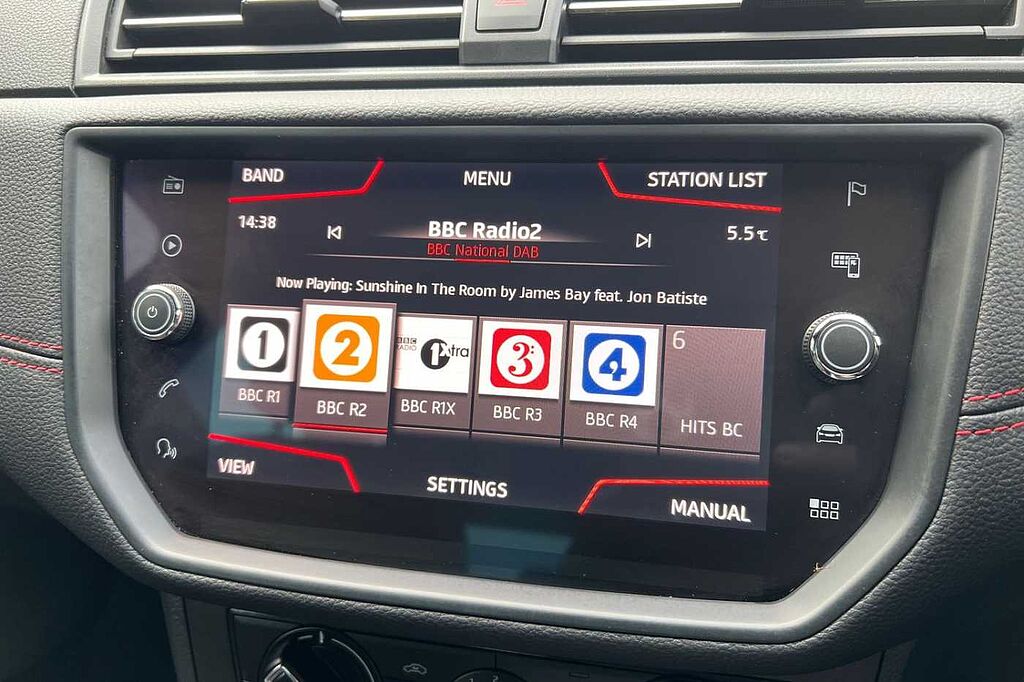 BAND MENU STATION LIST
14:38 BBC Radio2 5.5°C
BBC National DAB
Now Playing: Sunshine In The Room by James Bay feat. Jon Batiste
1 2 BBC RADIO 1Xtra 3 4 6
BBC R1 BBC R2 BBC R1X BBC R3 BBC R4 HITS BC
VIEW SETTINGS MANUAL